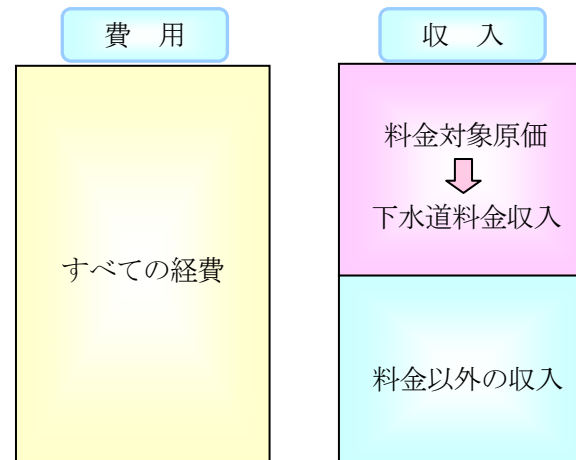 費 用
収 入
すべての経費
料金対象原価
下水道料金収入
料金以外の収入